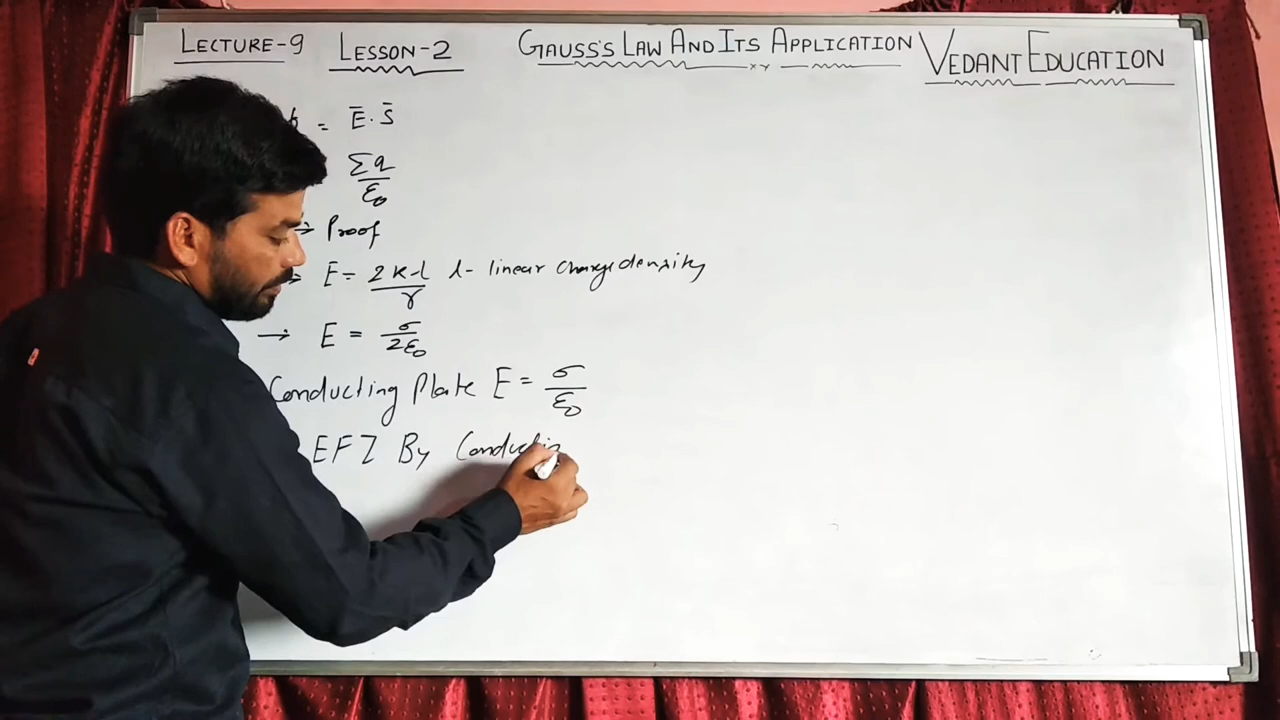 LECTURE-9 LESSON-2 GAUSS'S LAW AND ITS APPLICATION VEDANT EDUCATION
= E̅ . S̅
Σq
ε₀
→ Proof
E = 2Kλ λ- linear charge density
r
→ E = σ
2ε₀
Conducting Plate E = σ
ε₀
EFI By Conductin